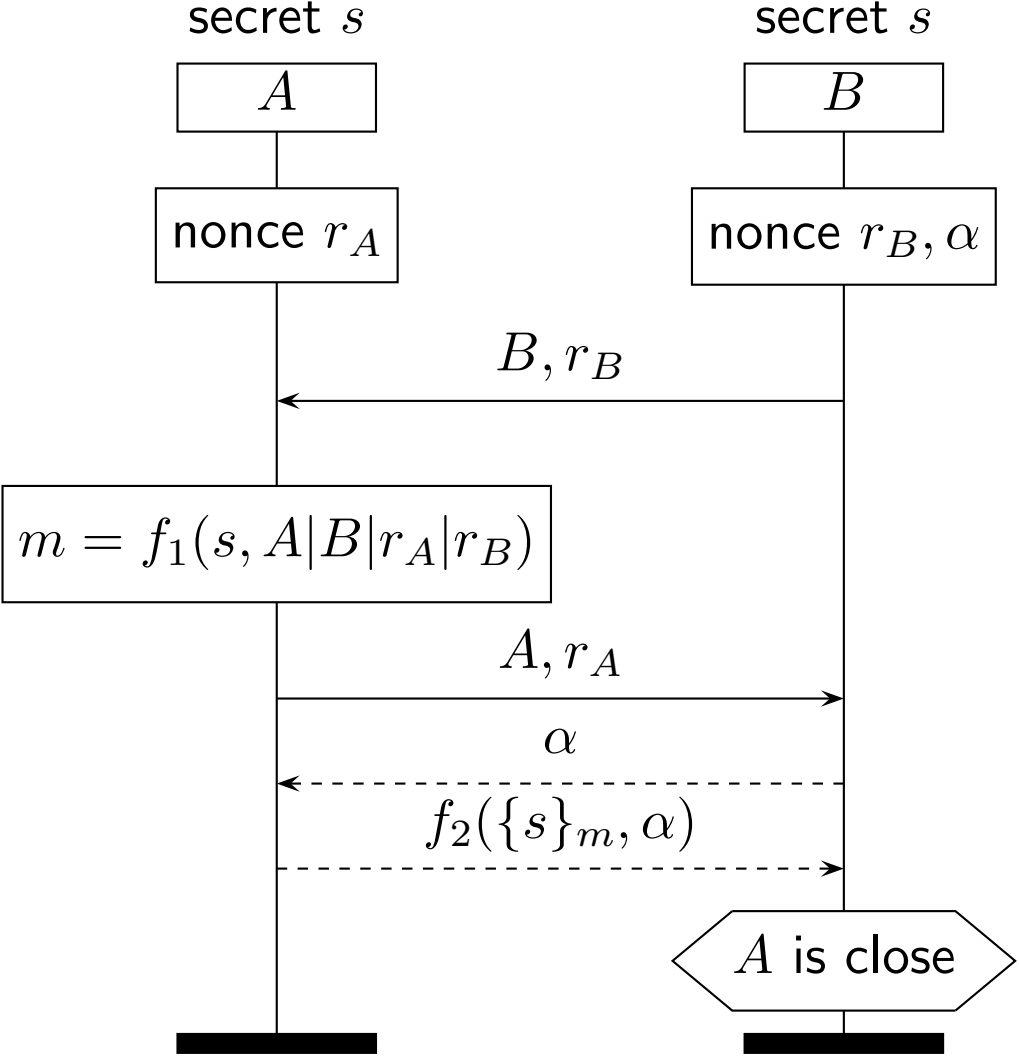 secret s secret s
A B
nonce r_A nonce r_B, α
B, r_B
m = f_1(s, A|B|r_A|r_B)
A, r_A
α
f_2({s}_m, α)
A is close